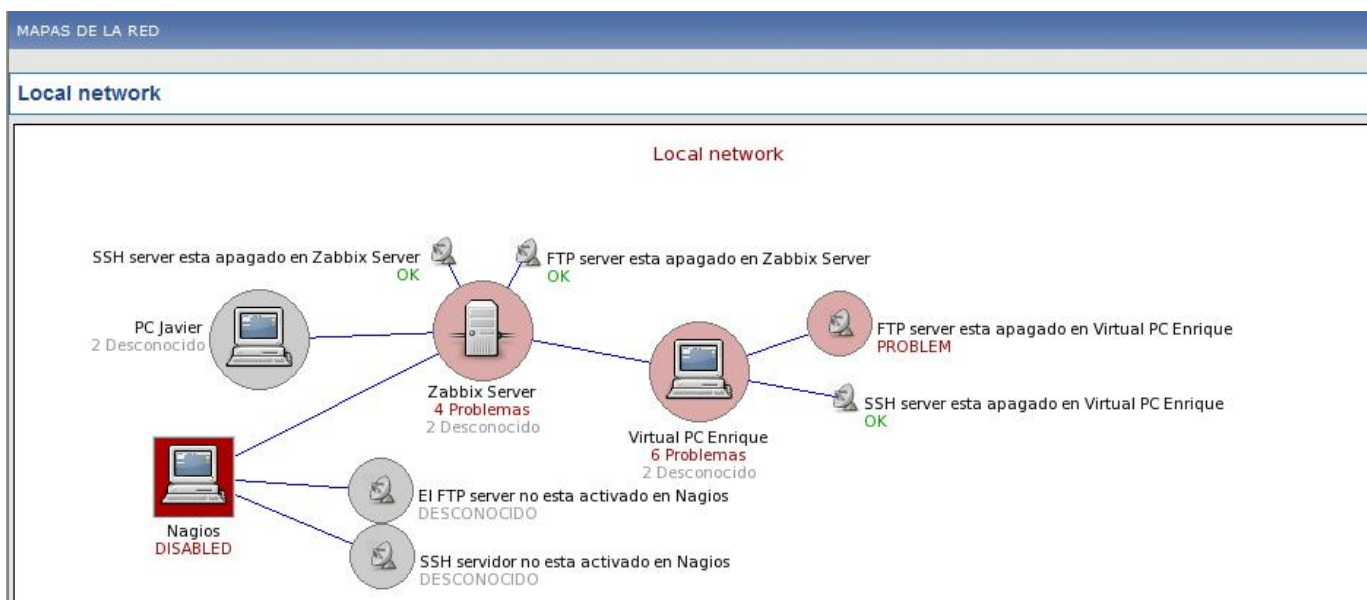 MAPAS DE LA RED
Local network
Local network
SSH server esta apagado en Zabbix Server
OK
FTP server esta apagado en Zabbix Server
OK
PC Javier
2 Desconocido
FTP server esta apagado en Virtual PC Enrique
PROBLEM
Zabbix Server
4 Problemas
2 Desconocido
SSH server esta apagado en Virtual PC Enrique
OK
Virtual PC Enrique
6 Problemas
2 Desconocido
El FTP server no esta activado en Nagios
DESCONOCIDO
Nagios
DISABLED
SSH servidor no esta activado en Nagios
DESCONOCIDO